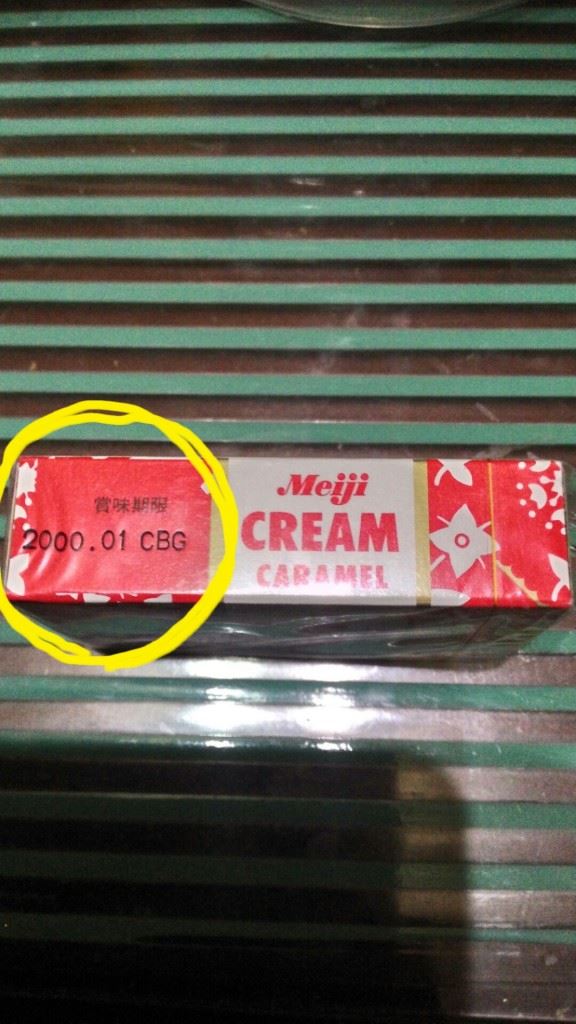 賞味期限
2000.01 CBG
Meiji
CREAM
CARAMEL